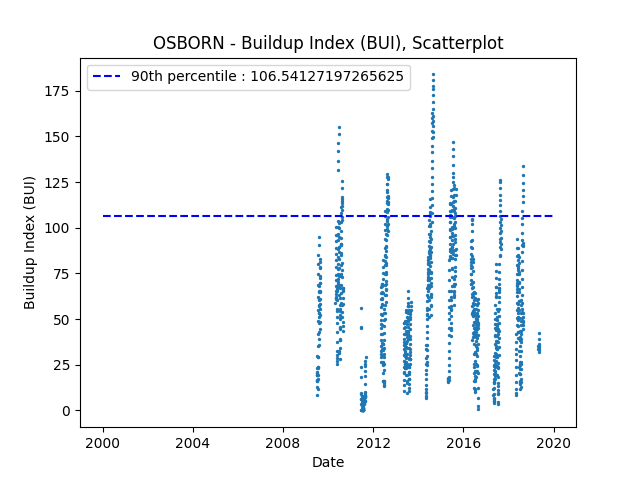 OSBORN - Buildup Index (BUI), Scatterplot
90th percentile : 106.54127197265625
175
150
125
100
75
50
25
0
Buildup Index (BUI)
2000 2004 2008 2012 2016 2020
Date